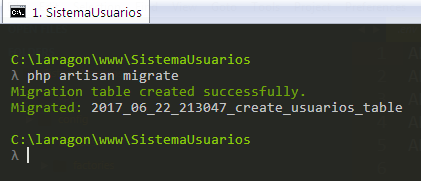 1. SistemaUsuarios
C:\laragon\www\SistemaUsuarios
λ php artisan migrate
Migration table created successfully.
Migrated: 2017_06_22_213047_create_usuarios_table
C:\laragon\www\SistemaUsuarios
λ